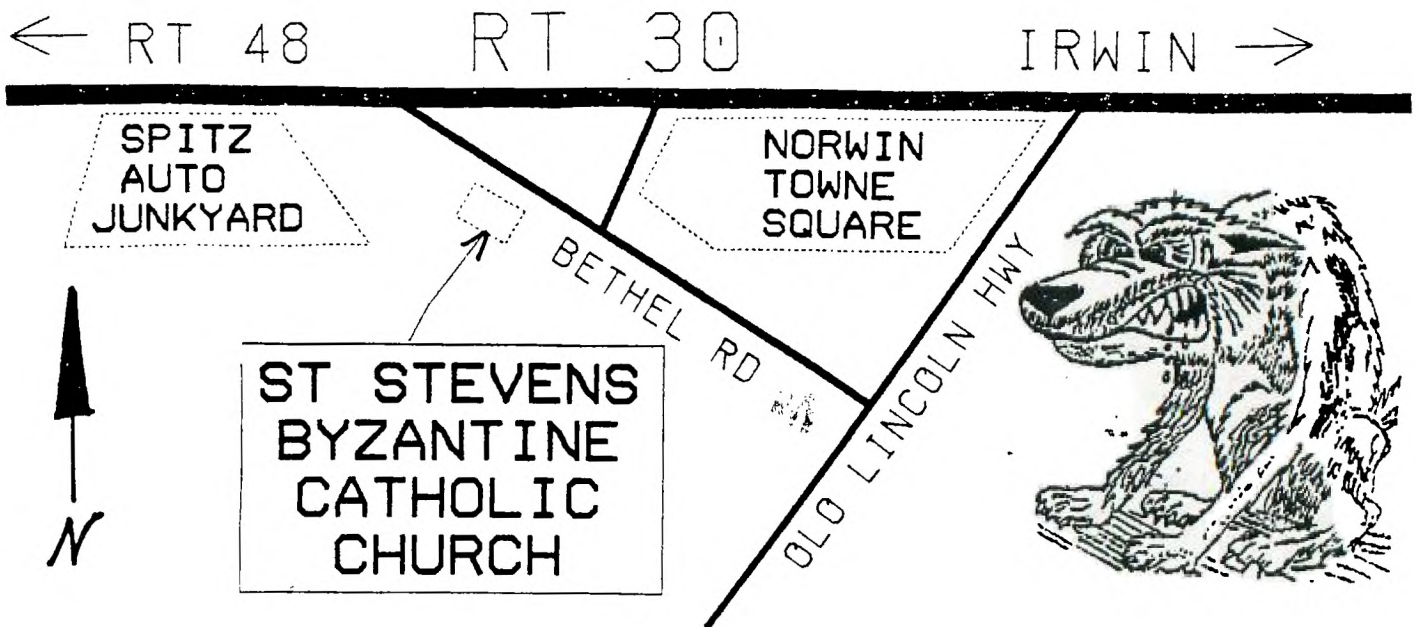 ← RT 48
RT 30
IRWIN →
SPITZ
AUTO
JUNKYARD
NORWIN
TOWNE
SQUARE
BETHEL RD
OLD LINCOLN HWY
ST STEVENS
BYZANTINE
CATHOLIC
CHURCH
N